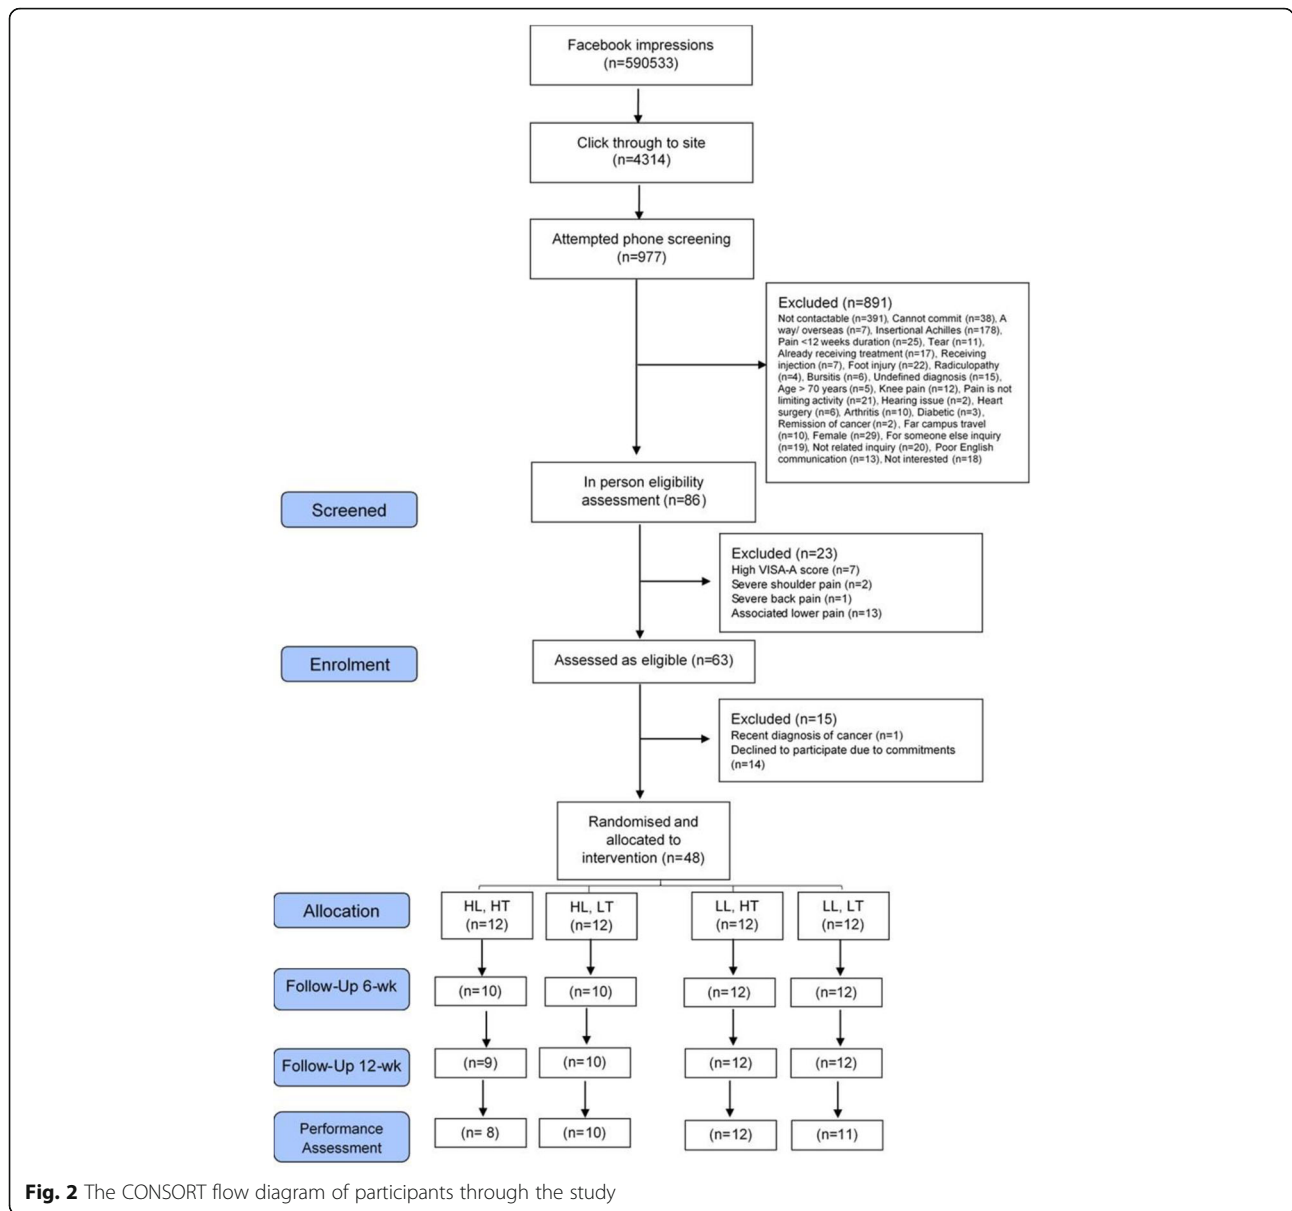 Facebook impressions
(n=590533)
Click through to site
(n=4314)
Attempted phone screening
(n=977)
Excluded (n=891)
Not contactable (n=391), Cannot commit (n=38), A
way/ overseas (n=7), Insertional Achilles (n=178),
Pain <12 weeks duration (n=25), Tear (n=11),
Already receiving treatment (n=17), Receiving
injection (n=7), Foot injury (n=22), Radiculopathy
(n=4), Bursitis (n=6), Undefined diagnosis (n=15),
Age > 70 years (n=5), Knee pain (n=12), Pain is not
limiting activity (n=21), Hearing issue (n=2), Heart
surgery (n=6), Arthritis (n=10), Diabetic (n=3),
Remission of cancer (n=2), Far campus travel
(n=10), Female (n=29), For someone else inquiry
(n=19), Not related inquiry (n=20), Poor English
communication (n=13), Not interested (n=18)
In person eligibility
assessment (n=86)
Screened
Excluded (n=23)
High VISA-A score (n=7)
Severe shoulder pain (n=2)
Severe back pain (n=1)
Associated lower pain (n=13)
Enrolment
Assessed as eligible (n=63)
Excluded (n=15)
Recent diagnosis of cancer (n=1)
Declined to participate due to commitments
(n=14)
Randomised and
allocated to
intervention (n=48)
Allocation
HL, HT
(n=12)
HL, LT
(n=12)
LL, HT
(n=12)
LL, LT
(n=12)
Follow-Up 6-wk
(n=10)
(n=10)
(n=12)
(n=12)
Follow-Up 12-wk
(n=9)
(n=10)
(n=12)
(n=12)
Performance
Assessment
(n= 8)
(n=10)
(n=12)
(n=11)
Fig. 2 The CONSORT flow diagram of participants through the study